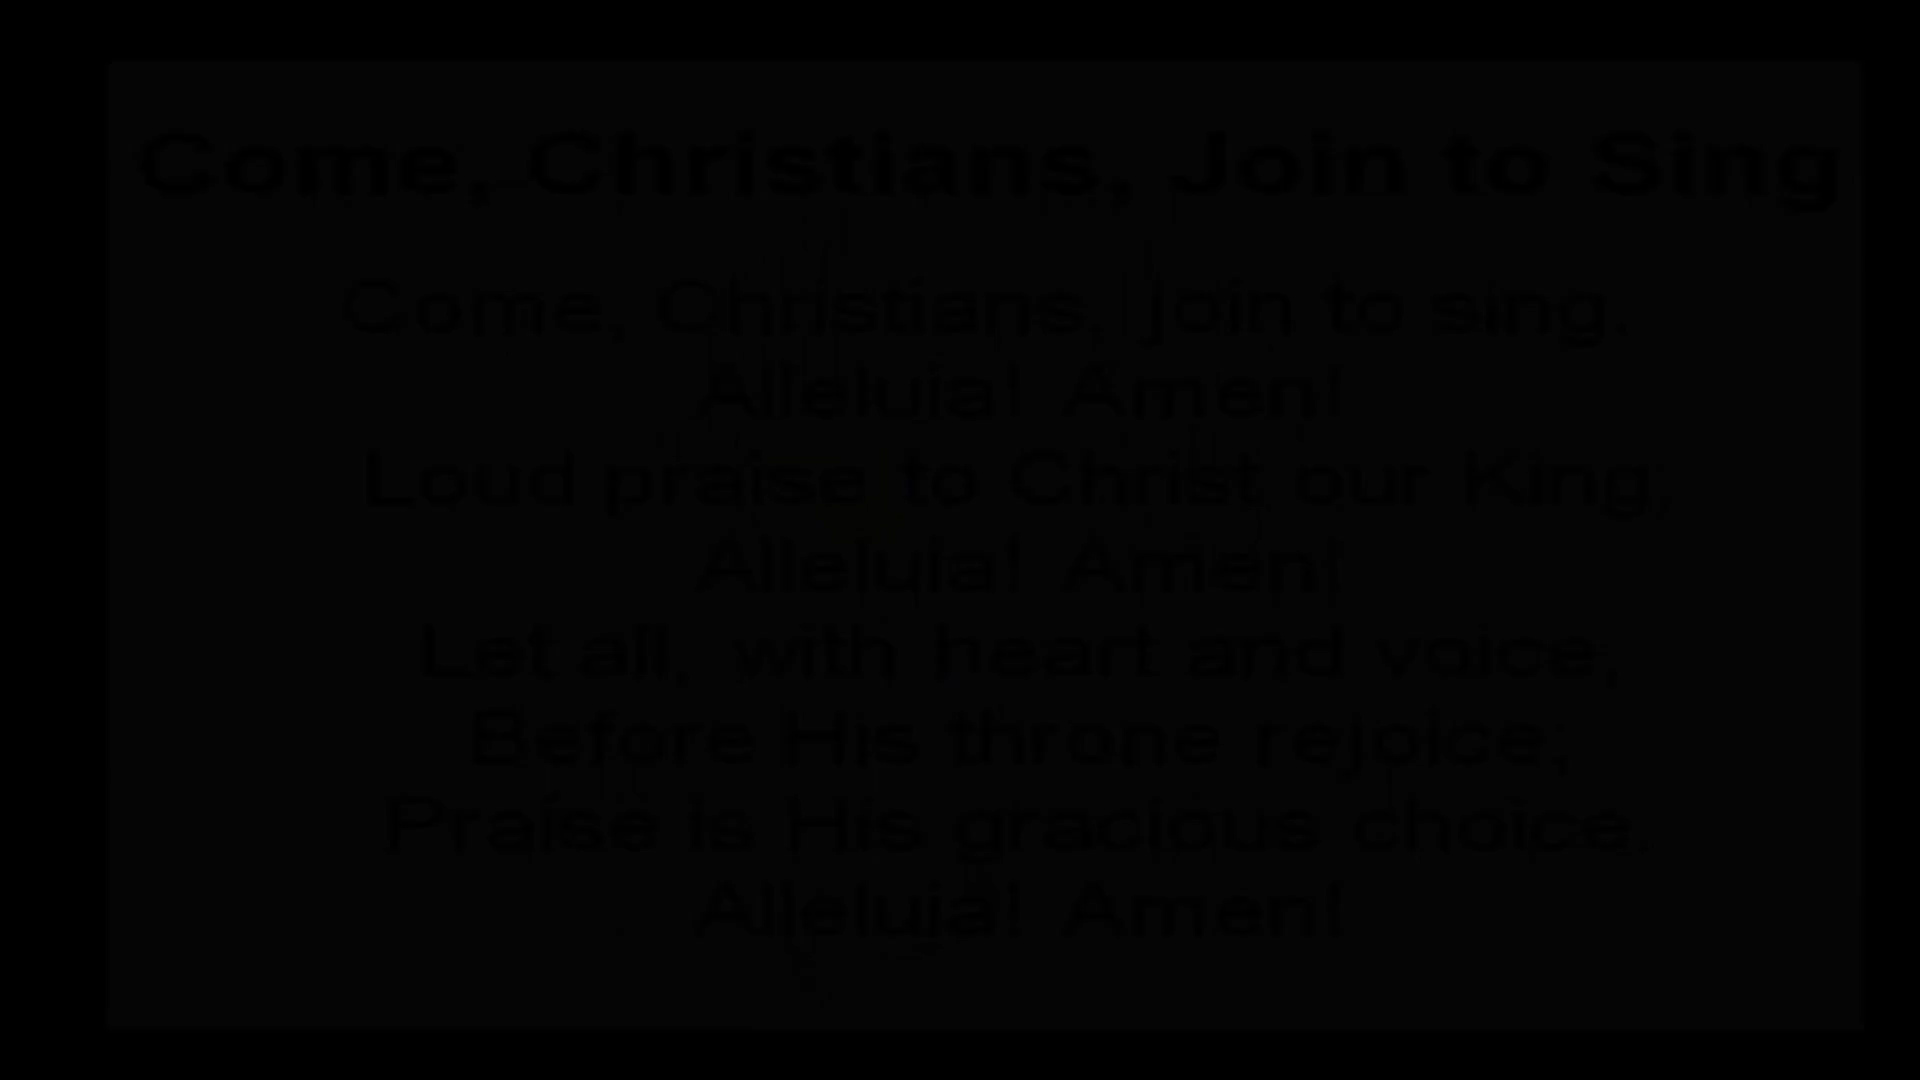 Come, Christians, Join to Sing
Come, Christians, join to sing.
Alleluia! Amen!
Loud praise to Christ our King;
Alleluia! Amen!
Let all, with heart and voice,
Before His throne rejoice;
Praise is His gracious choice.
Alleluia! Amen!